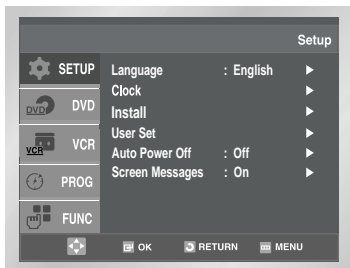 Setup
SETUP
DVD DVD
VCR VCR
PROG
FUNC
Language : English
Clock
Install
User Set
Auto Power Off : Off
Screen Messages : On
OK RETURN MENU